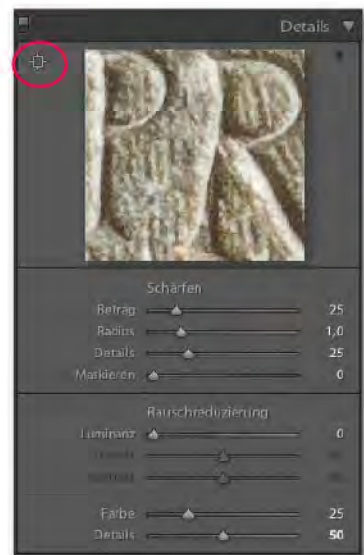 Details
Schärfen
Betrag 25
Radius 1,0
Details 25
Maskieren 0
Rauschreduzierung
Luminanz 0
Farbe 25
Details 50